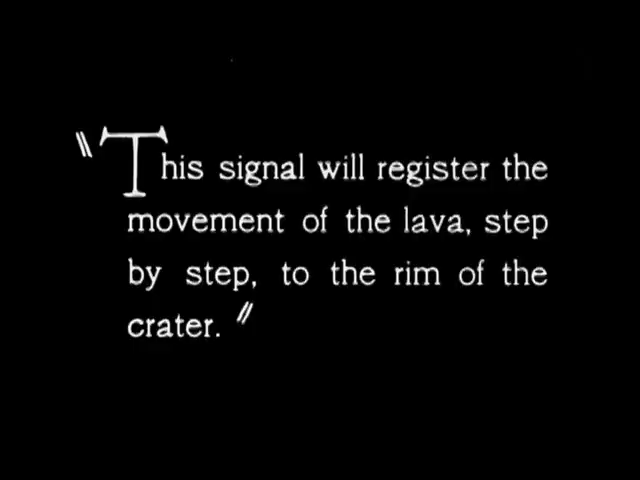 "This signal will register the
movement of the lava, step
by step, to the rim of the
crater."